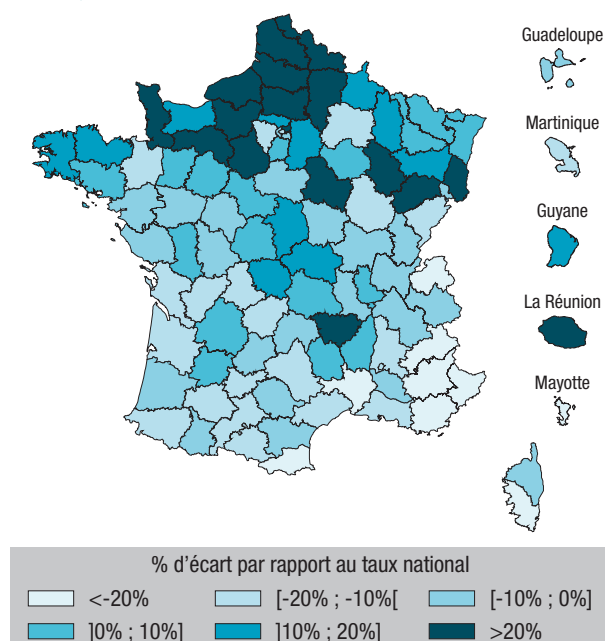 Guadeloupe
Martinique
Guyane
La Réunion
Mayotte
% d'écart par rapport au taux national
<-20% [-20% ; -10%[ [-10% ; 0%]
]0% ; 10%] ]10% ; 20%] >20%